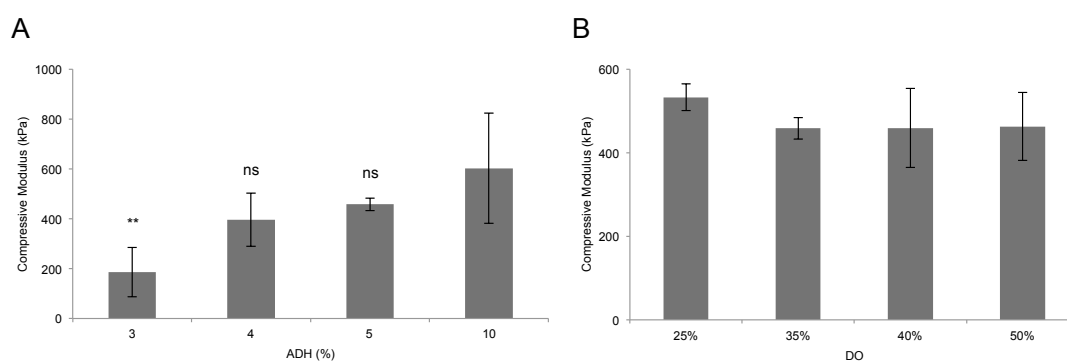 A
Compressive Modulus (kPa)
1000
800
600
400
200
0
**
ns
ns
3 4 5 10
ADH (%)
B
Compressive Modulus (kPa)
600
400
200
0
25% 35% 40% 50%
DO